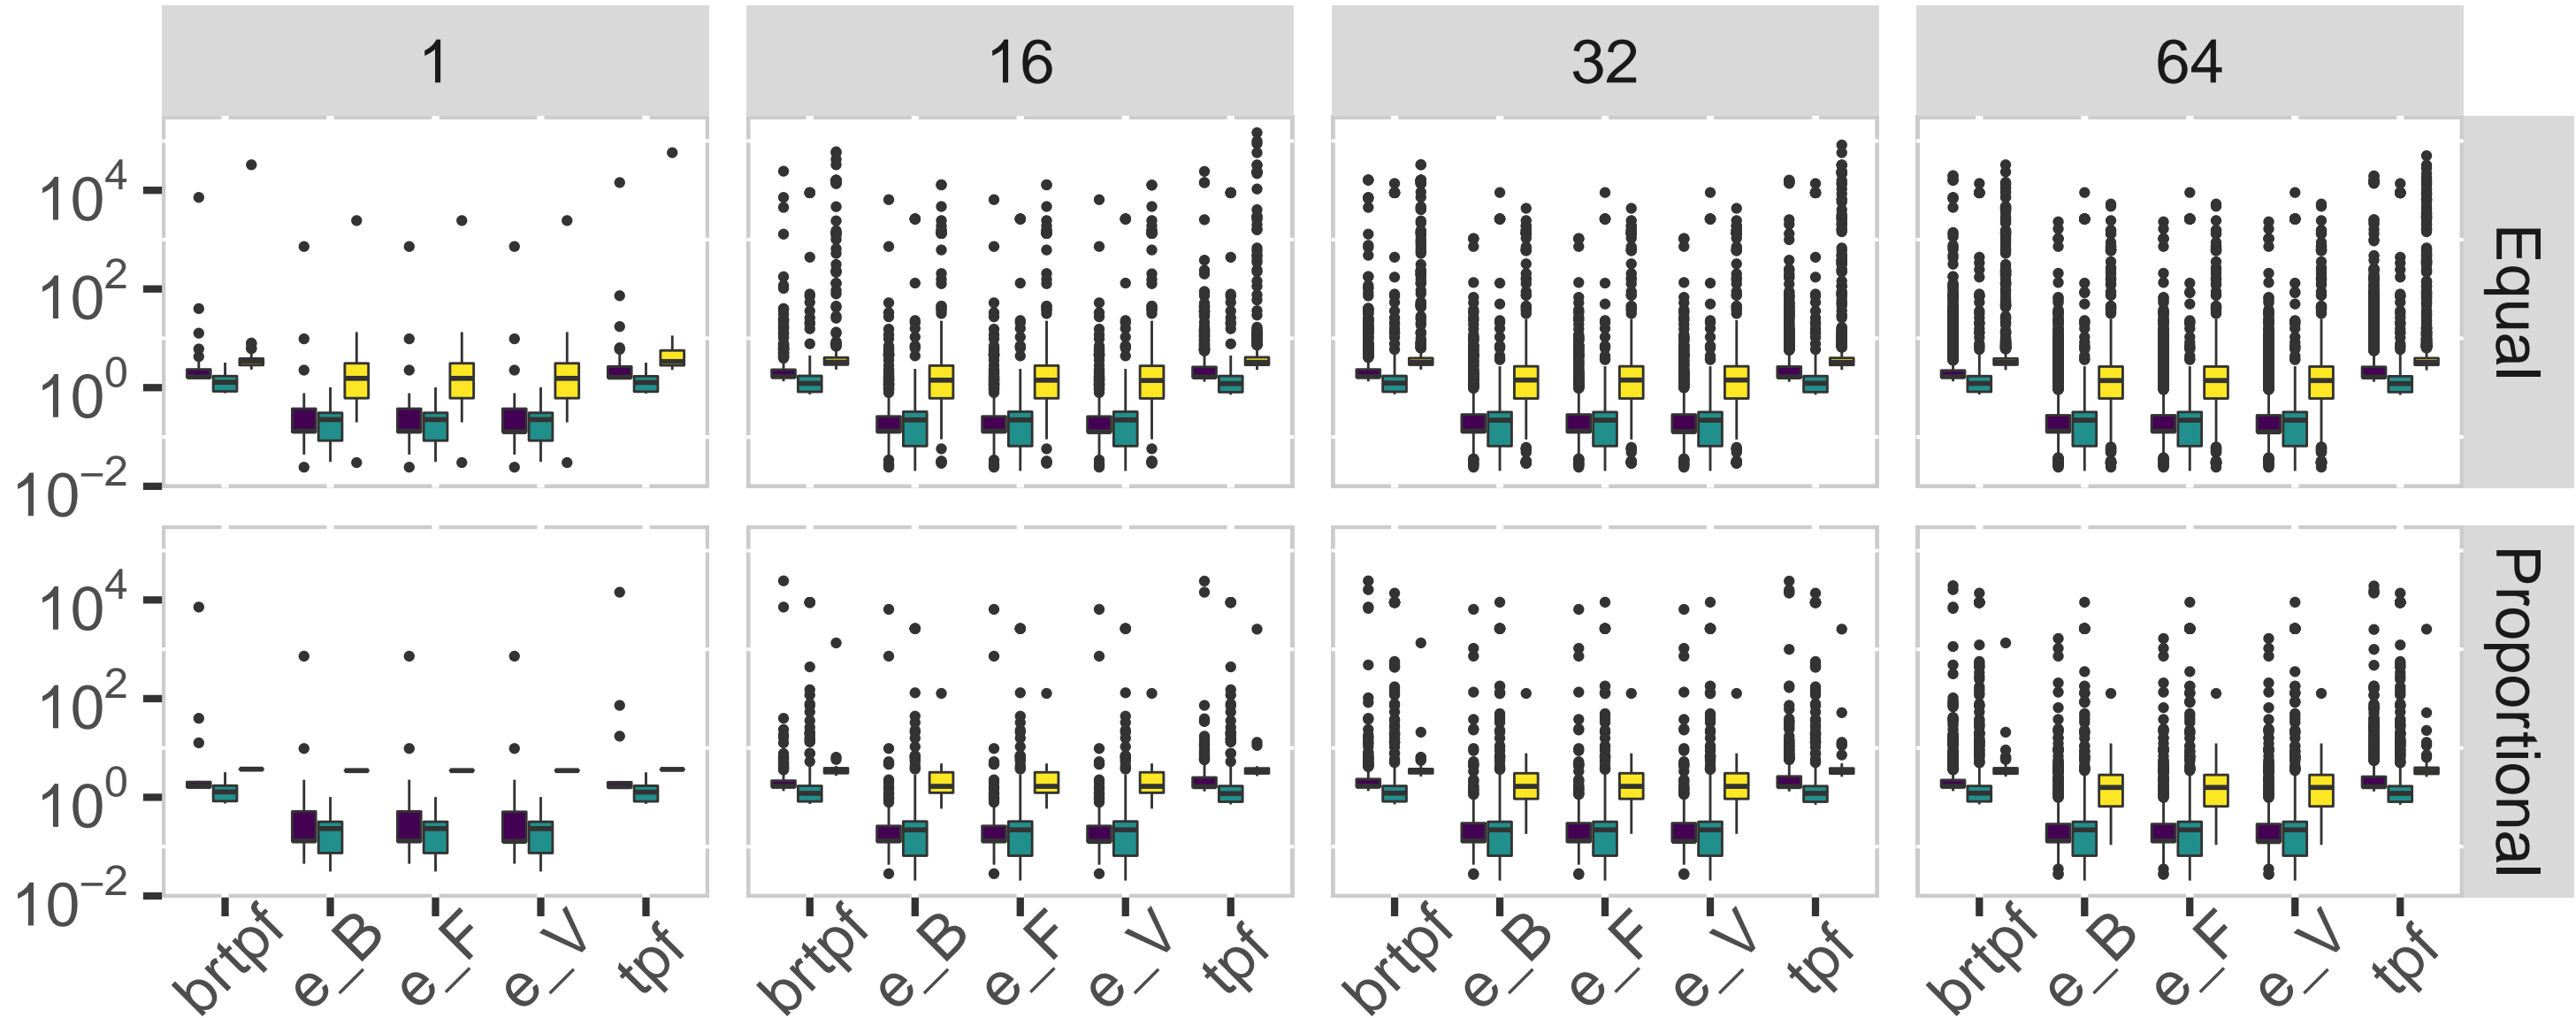 1 16 32 64
10^4
10^2
10^0
10^−2
Equal
10^4
10^2
10^0
10^−2
Proportional
brtpf e_B e_F e_V tpf brtpf e_B e_F e_V tpf brtpf e_B e_F e_V tpf brtpf e_B e_F e_V tpf